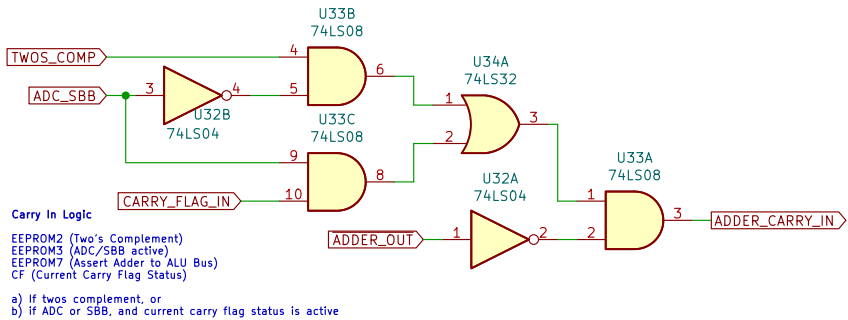 U33B
74LS08
TWOS_COMP
4
6
5
ADC_SBB
3
4
U32B
74LS04
U34A
74LS32
1
3
2
U33C
74LS08
9
8
10
CARRY_FLAG_IN
U33A
74LS08
1
3
2
ADDER_CARRY_IN
U32A
74LS04
ADDER_OUT
1
2
Carry In Logic
EEPROM2 (Two's Complement)
EEPROM3 (ADC/SBB active)
EEPROM7 (Assert Adder to ALU Bus)
CF (Current Carry Flag Status)
a) If twos complement, or
b) if ADC or SBB, and current carry flag status is active